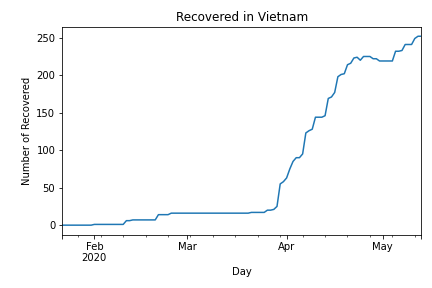 Recovered in Vietnam
Number of Recovered
250
200
150
100
50
0
Feb
2020
Mar
Apr
May
Day